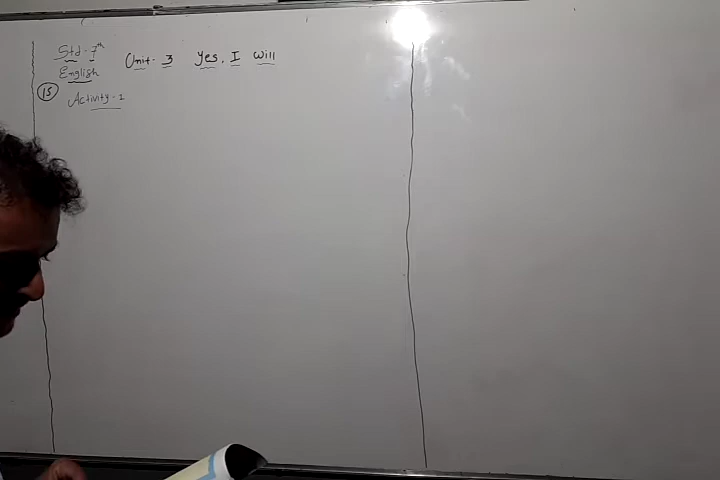 Std - 7th
English
Unit - 3 Yes, I will
15
Activity - 1